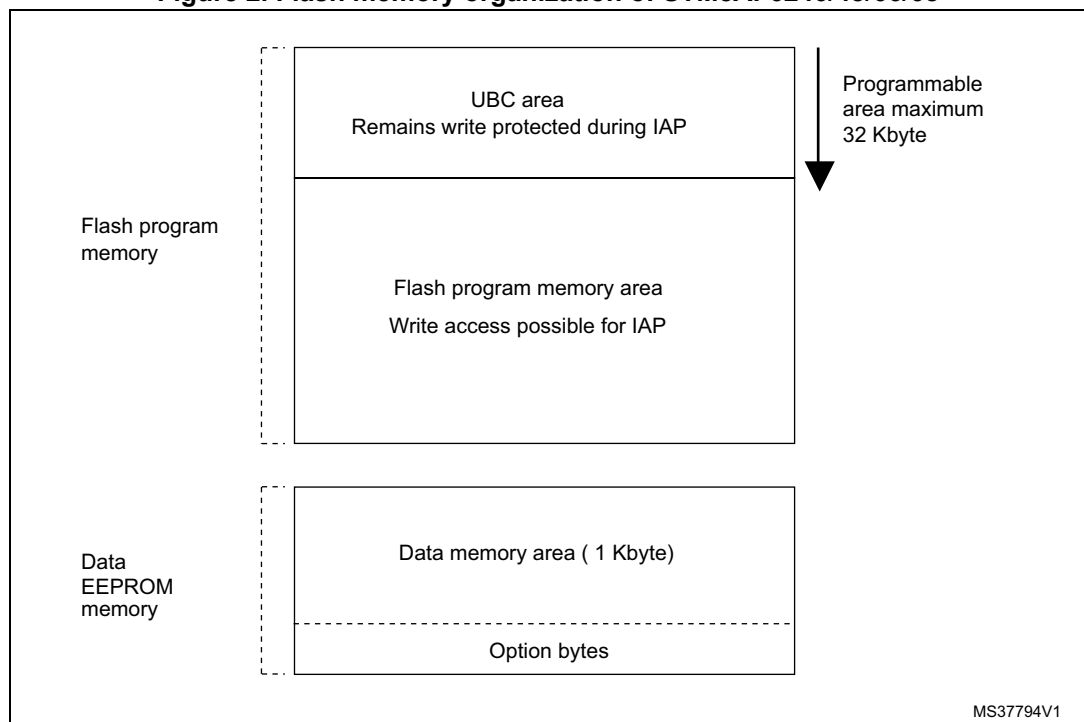 UBC area
Remains write protected during IAP
Programmable
area maximum
32 Kbyte
Flash program
memory
Flash program memory area
Write access possible for IAP
Data
EEPROM
memory
Data memory area ( 1 Kbyte)
Option bytes
MS37794V1